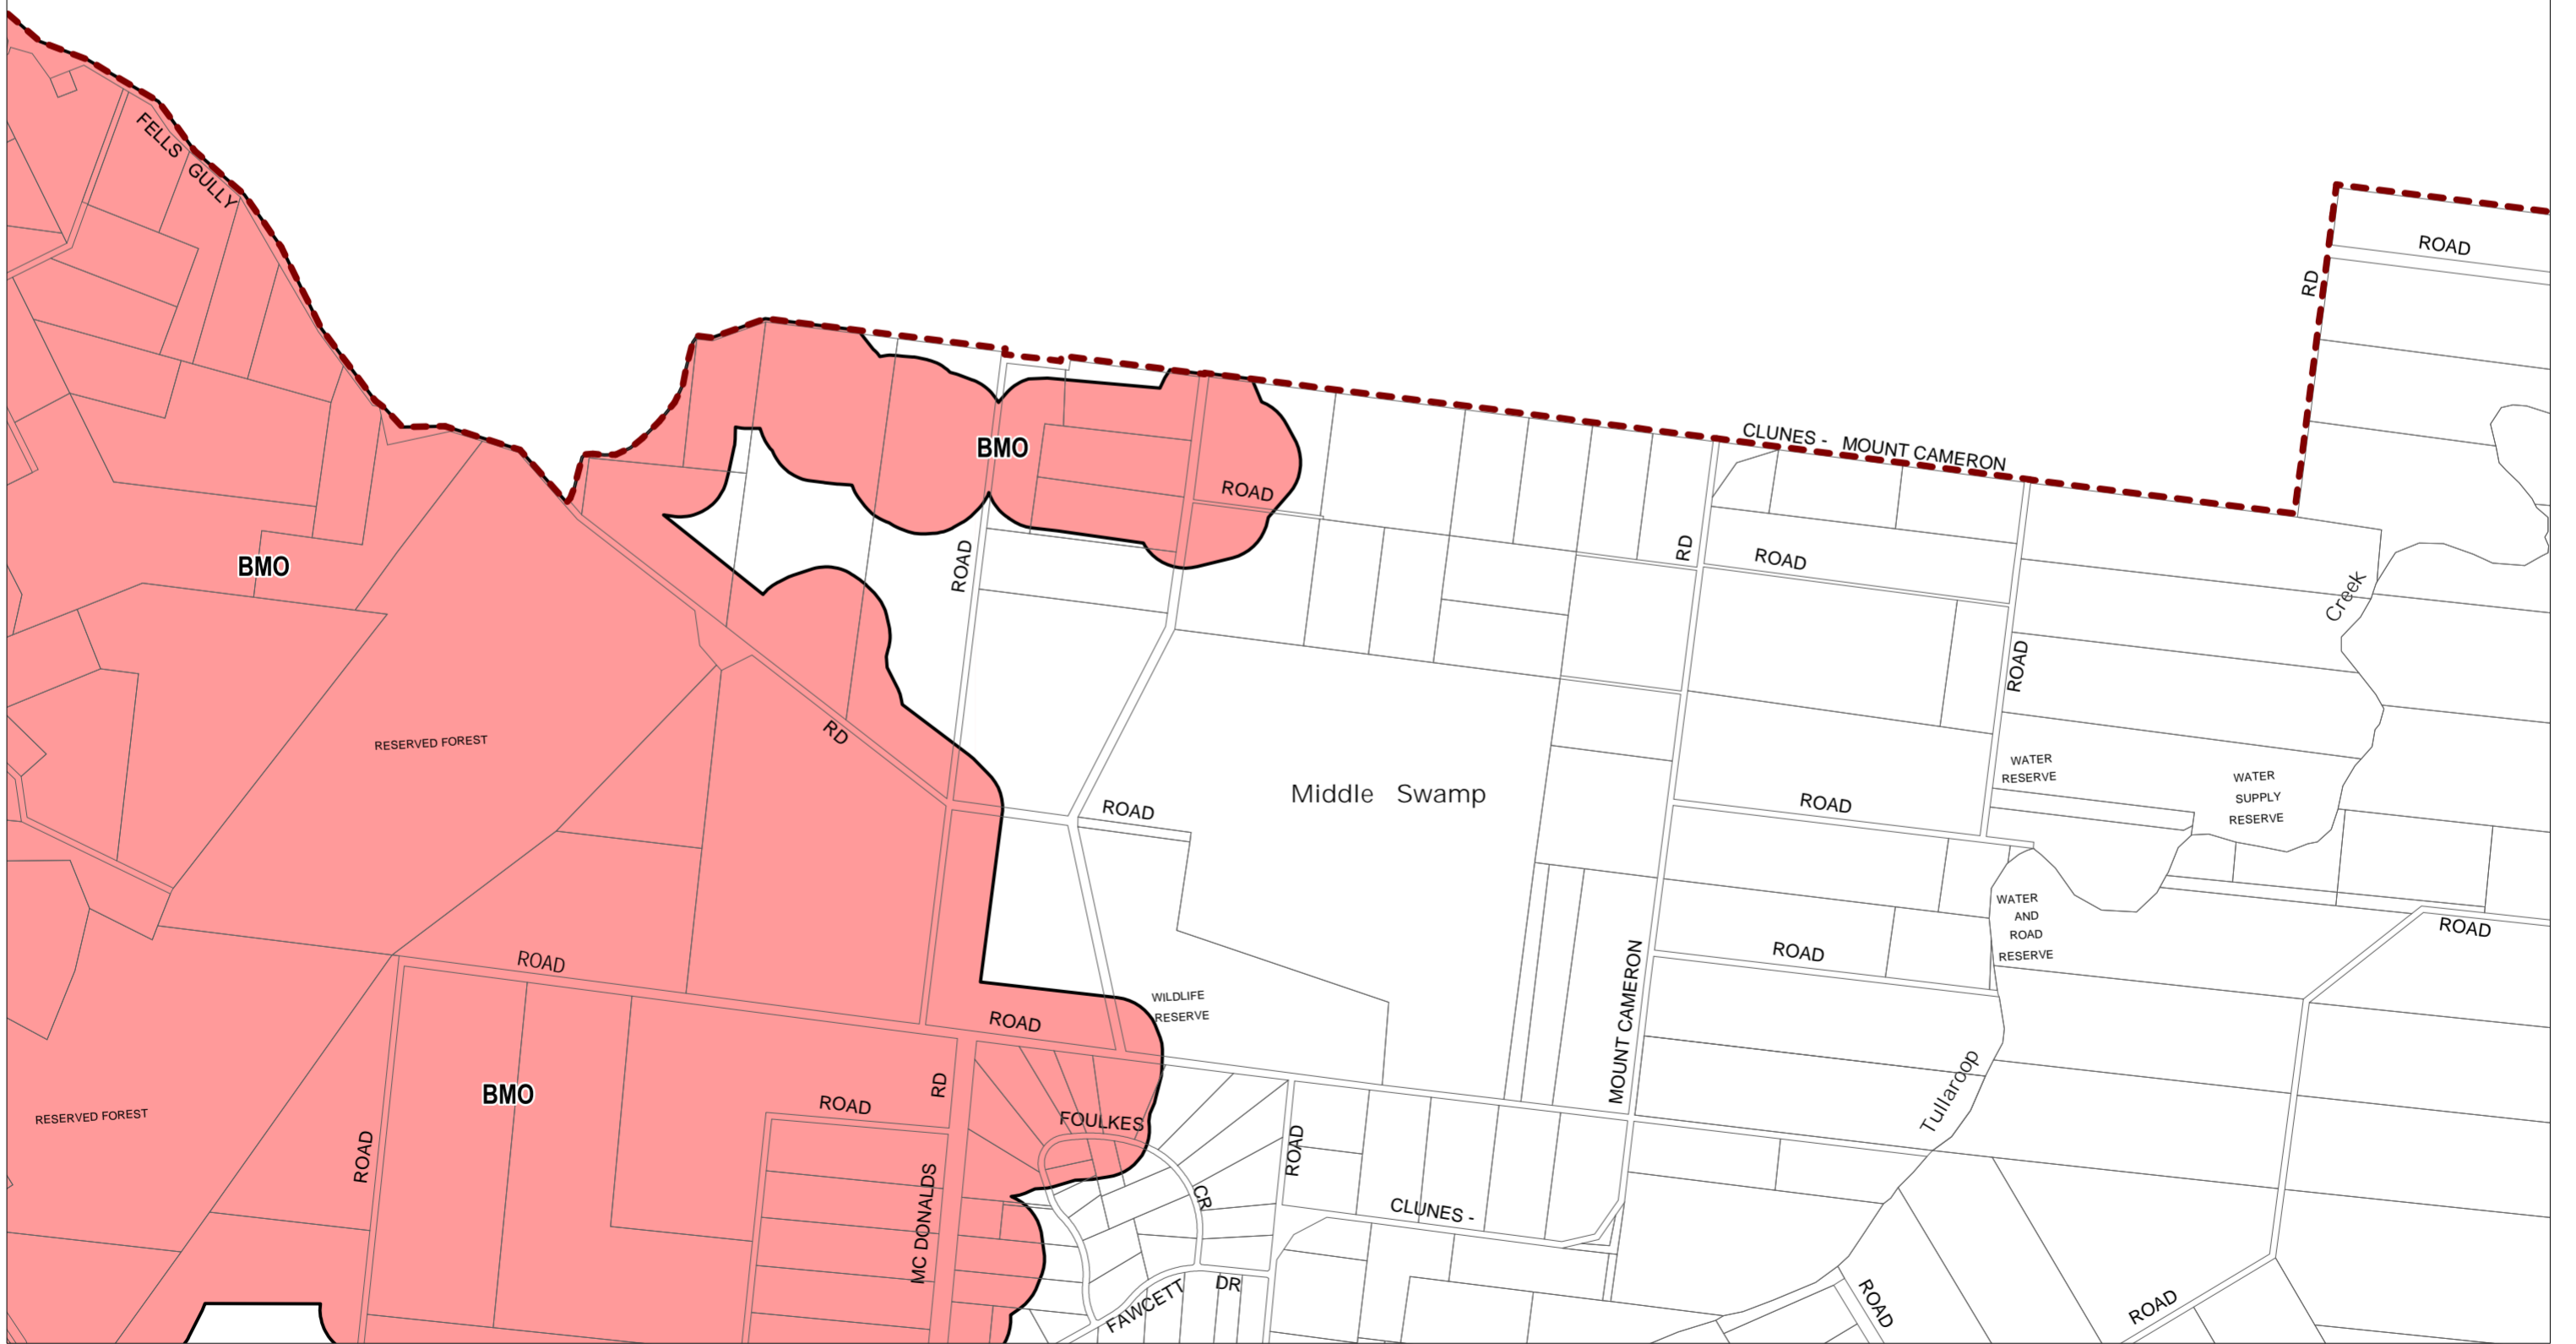 FELLS GULLY
ROAD
RD
CLUNES - MOUNT CAMERON
BMO
ROAD
RD
ROAD
ROAD
BMO
Creek
ROAD
RD
RESERVED FOREST
WATER
RESERVE
WATER
SUPPLY
RESERVE
Middle Swamp
ROAD
ROAD
WATER
AND
ROAD
RESERVE
ROAD
ROAD
ROAD
MOUNT CAMERON
WILDLIFE
RESERVE
ROAD
BMO
RD
Tullaroop
ROAD
FOULKES
RESERVED FOREST
ROAD
ROAD
CR
CLUNES -
MC DONALDS
DR
FAWCETT
ROAD
ROAD